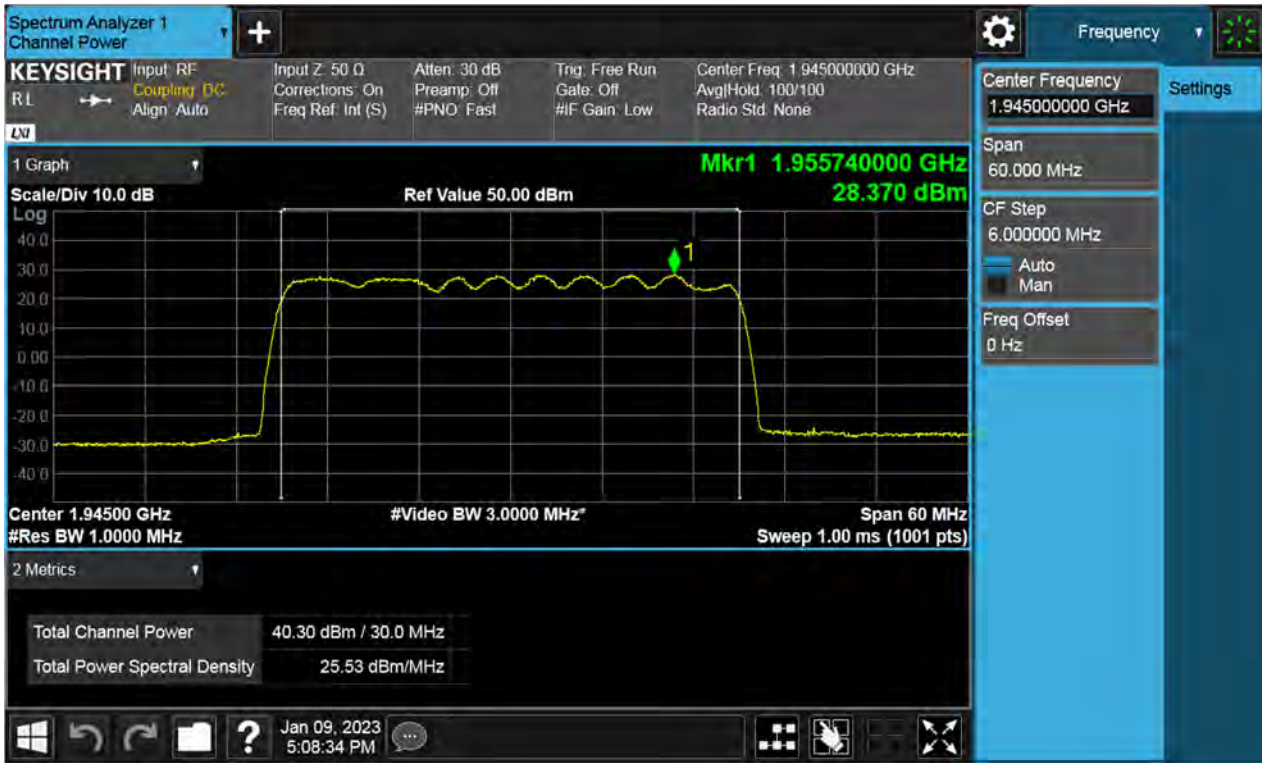 Spectrum Analyzer 1
Channel Power
+
Frequency
KEYSIGHT
RL
LXI
Input: RF
Coupling: DC
Align: Auto
Input Z: 50 Ω
Corrections: On
Freq Ref: Int (S)
Atten: 30 dB
Preamp: Off
#PNO: Fast
Trig: Free Run
Gate: Off
#IF Gain: Low
Center Freq: 1.945000000 GHz
Avg|Hold: 100/100
Radio Std: None
Center Frequency
1.945000000 GHz
Settings
Span
60.000 MHz
CF Step
6.000000 MHz
Auto
Man
Freq Offset
0 Hz
1 Graph
Mkr1 1.955740000 GHz
28.370 dBm
Scale/Div 10.0 dB
Ref Value 50.00 dBm
Log
40.0
30.0
20.0
10.0
0.00
-10.0
-20.0
-30.0
-40.0
1
Center 1.94500 GHz
#Video BW 3.0000 MHz*
Span 60 MHz
#Res BW 1.0000 MHz
Sweep 1.00 ms (1001 pts)
2 Metrics
Total Channel Power 40.30 dBm / 30.0 MHz
Total Power Spectral Density 25.53 dBm/MHz
?
Jan 09, 2023
5:08:34 PM